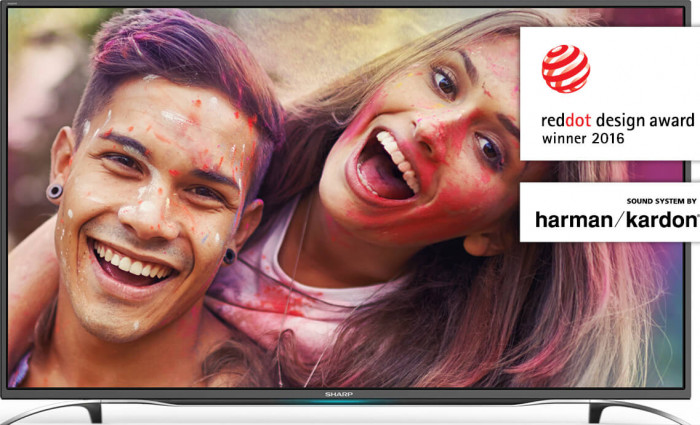 reddot design award
winner 2016
SOUND SYSTEM BY
harman/kardon
SHARP